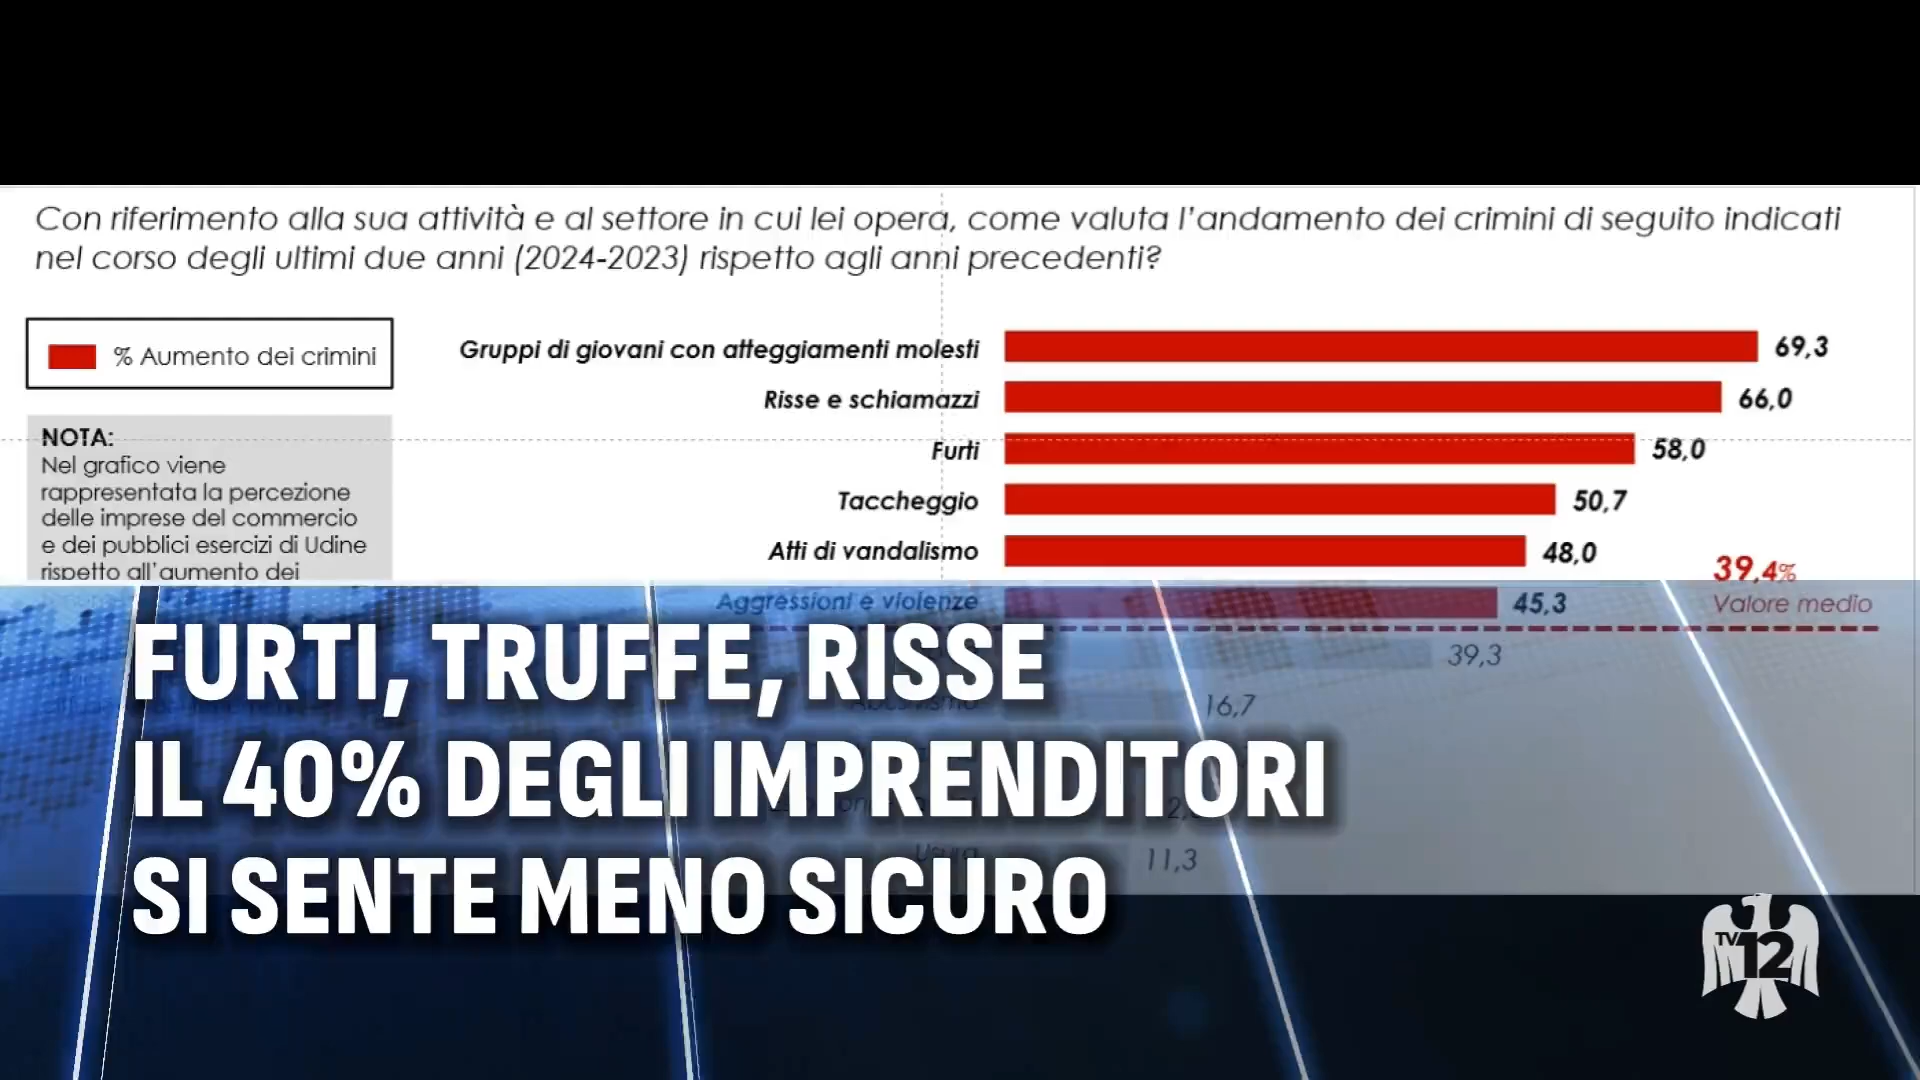 Con riferimento alla sua attività e al settore in cui lei opera, come valuta l'andamento dei crimini di seguito indicati
nel corso degli ultimi due anni (2024-2023) rispetto agli anni precedenti?
% Aumento dei crimini
NOTA:
Nel grafico viene
rappresentata la percezione
delle imprese del commercio
e dei pubblici esercizi di Udine
rispetto all'aumento dei
Gruppi di giovani con atteggiamenti molesti 69,3
Risse e schiamazzi 66,0
Furti 58,0
Taccheggio 50,7
Atti di vandalismo 48,0
39,4%
Valore medio
Aggressioni e violenze 45,3
39,3
Abusivismo 16,7
Usura 11,3
FURTI, TRUFFE, RISSE
IL 40% DEGLI IMPRENDITORI
SI SENTE MENO SICURO
TV12